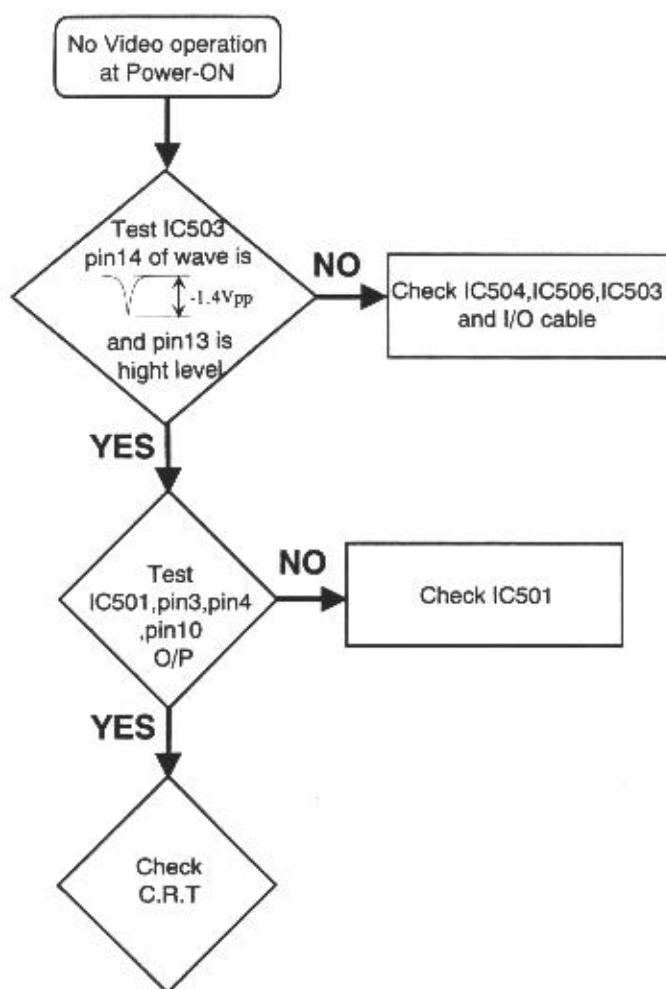 No Video operation
at Power-ON
Test IC503
pin14 of wave is
-1.4Vpp
and pin13 is
hight level
NO
Check IC504,IC506,IC503
and I/O cable
YES
Test
IC501,pin3,pin4
,pin10
O/P
NO
Check IC501
YES
Check
C.R.T